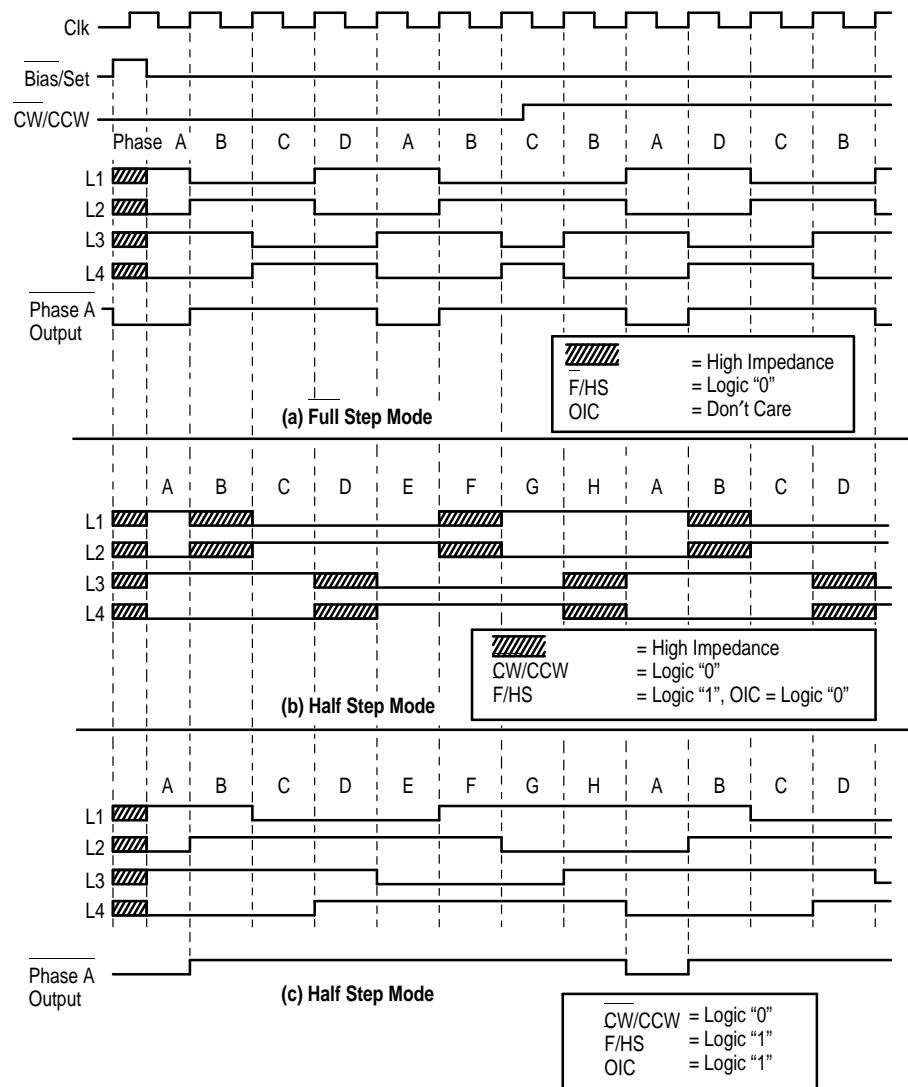 Clk
Bias/Set
CW/CCW
Phase A B C D A B C B A D C B
L1
L2
L3
L4
Phase A
Output
= High Impedance
F/HS = Logic “0”
OIC = Don′t Care
(a) Full Step Mode
A B C D E F G H A B C D
L1
L2
L3
L4
= High Impedance
CW/CCW = Logic “0”
F/HS = Logic “1”, OIC = Logic “0”
(b) Half Step Mode
A B C D E F G H A B C D
L1
L2
L3
L4
Phase A
Output
(c) Half Step Mode
CW/CCW = Logic “0”
F/HS = Logic “1”
OIC = Logic “1”